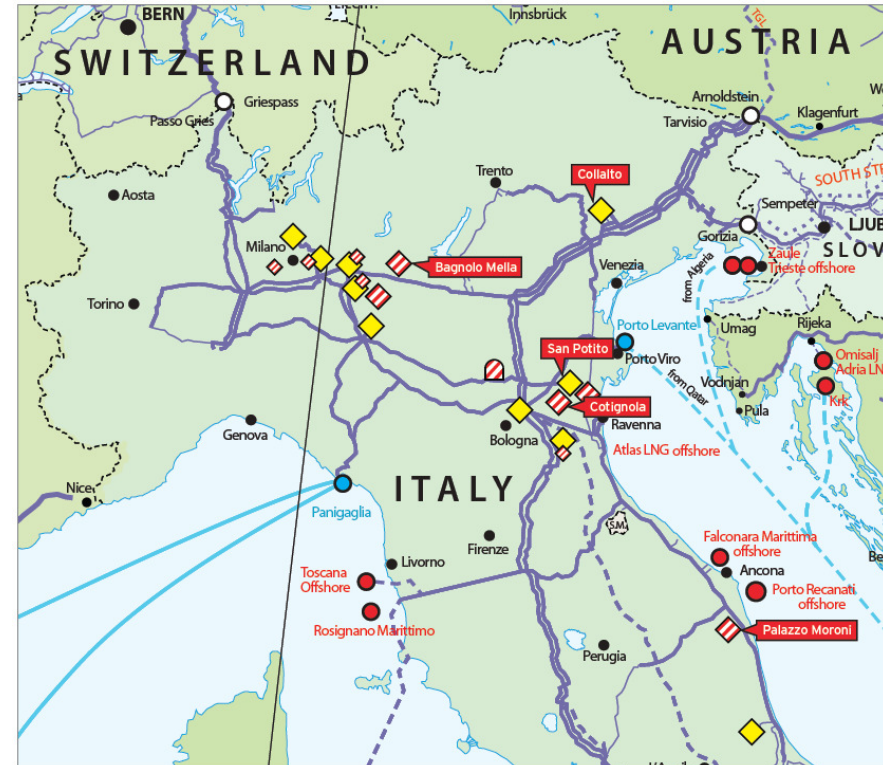 BERN
Innsbrück
TGL
AUSTRIA
SWITZERLAND
Griespass
Passo Gries
Arnoldstein
Tarvisio
Klagenfurt
Trento
Collalto
SOUTH STR
Aosta
Sempeter
Gorizia
LJUB
SLOV
Milano
Bagnolo Mella
Venezia
from Algeria
Zaule
Trieste offshore
Torino
Porto Levante
Umag
Rijeka
San Potito
Porto Viro
Omisalj
Adria LN
from Qatar
Vodnjan
Krk
Cotignola
Pula
Genova
Bologna
Ravenna
Atlas LNG offshore
Nice
ITALY
Panigaglia
S.M.
Firenze
Falconara Marittima
offshore
Livorno
Ancona
Toscana
Offshore
Porto Recanati
offshore
Rosignano Marittimo
Palazzo Moroni
Perugia